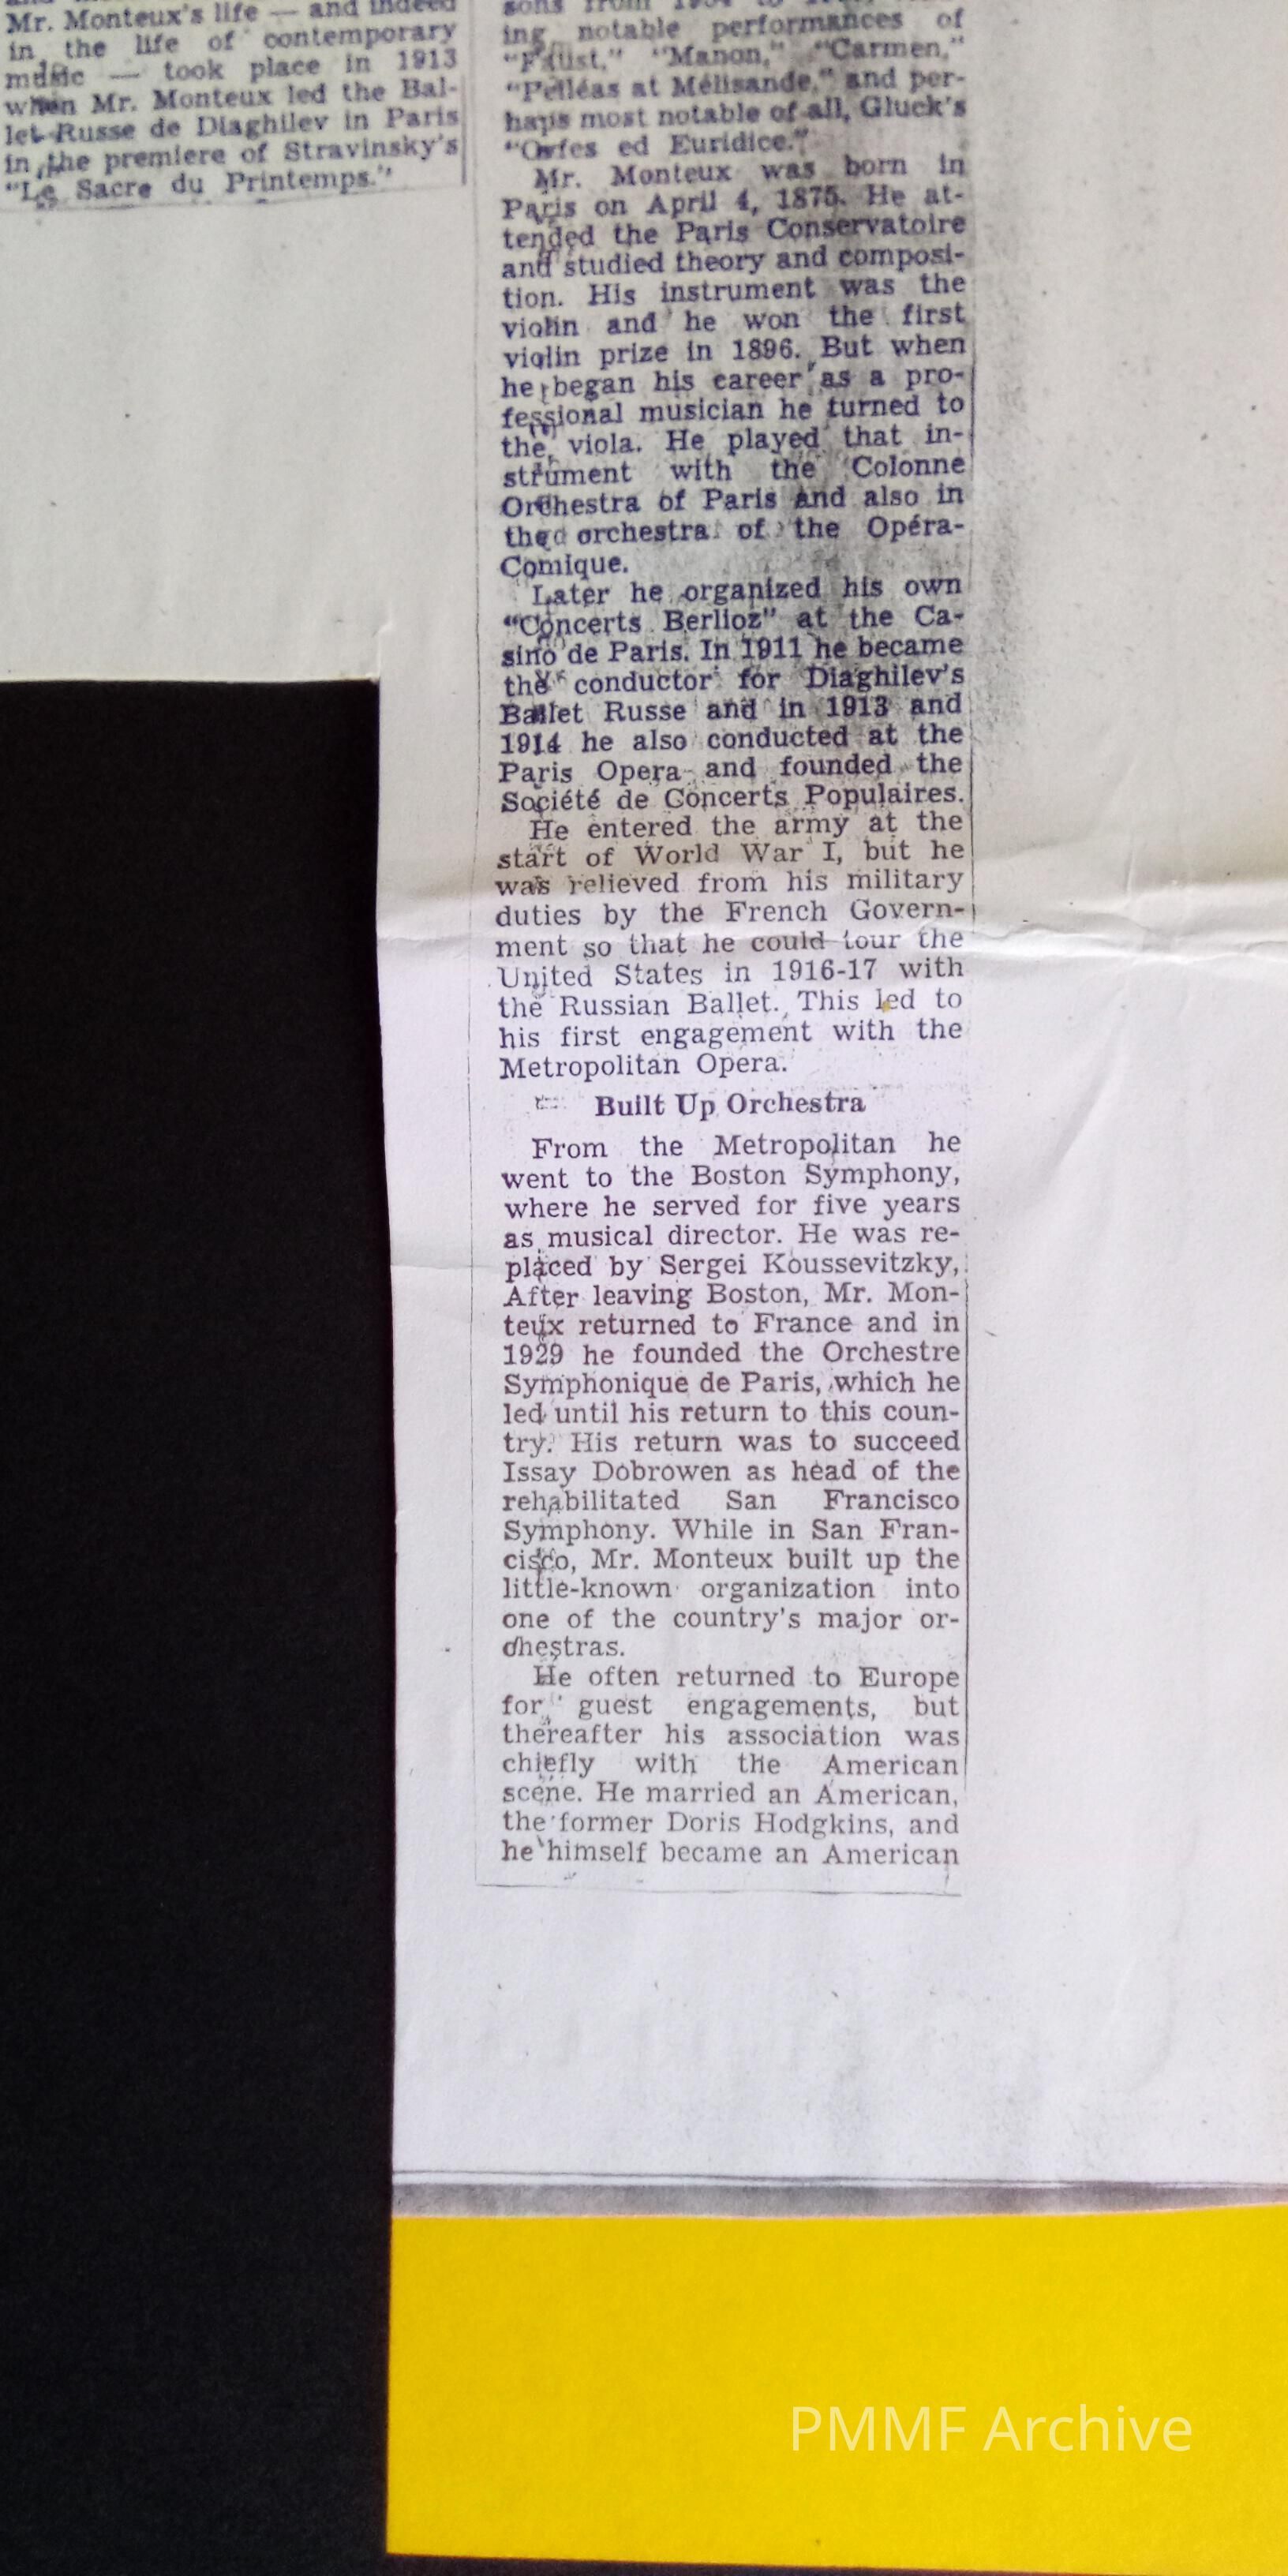 Mr. Monteux's life — and indeed
in the life of contemporary
music — took place in 1913
when Mr. Monteux led the Bal-
let Russe de Diaghilev in Paris
in the premiere of Stravinsky's
"Le Sacre du Printemps."
ing notable performances of
"Faust," "Manon," "Carmen,"
"Pelléas at Mélisande," and per-
haps most notable of all, Gluck's
"Orfes ed Euridice."
Mr. Monteux was born in
Paris on April 4, 1875. He at-
tended the Paris Conservatoire
and studied theory and composi-
tion. His instrument was the
violin and he won the first
violin prize in 1896. But when
he began his career as a pro-
fessional musician he turned to
the viola. He played that in-
strument with the Colonne
Orchestra of Paris and also in
the orchestra of the Opéra-
Comique.
Later he organized his own
"Concerts Berlioz" at the Ca-
sino de Paris. In 1911 he became
the conductor for Diaghilev's
Ballet Russe and in 1913 and
1914 he also conducted at the
Paris Opera and founded the
Société de Concerts Populaires.
He entered the army at the
start of World War I, but he
was relieved from his military
duties by the French Govern-
ment so that he could tour the
United States in 1916-17 with
the Russian Ballet. This led to
his first engagement with the
Metropolitan Opera.
Built Up Orchestra
From the Metropolitan he
went to the Boston Symphony,
where he served for five years
as musical director. He was re-
placed by Sergei Koussevitzky,
After leaving Boston, Mr. Mon-
teux returned to France and in
1929 he founded the Orchestre
Symphonique de Paris, which he
led until his return to this coun-
try. His return was to succeed
Issay Dobrowen as head of the
rehabilitated San Francisco
Symphony. While in San Fran-
cisco, Mr. Monteux built up the
little-known organization into
one of the country's major or-
chestras.
He often returned to Europe
for guest engagements, but
thereafter his association was
chiefly with the American
scene. He married an American,
the former Doris Hodgkins, and
he himself became an American
PMMF Archive